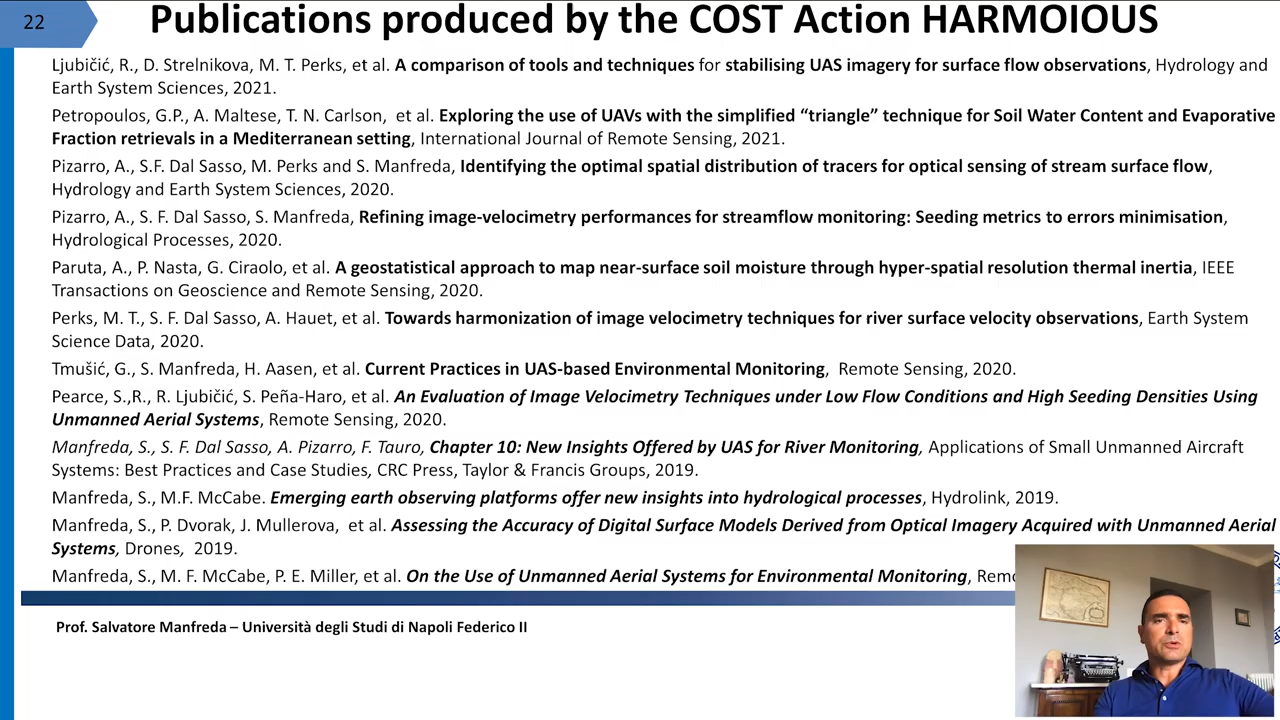 22
Publications produced by the COST Action HARMOIOUS
Ljubičić, R., D. Strelnikova, M. T. Perks, et al. A comparison of tools and techniques for stabilising UAS imagery for surface flow observations, Hydrology and
Earth System Sciences, 2021.
Petropoulos, G.P., A. Maltese, T. N. Carlson, et al. Exploring the use of UAVs with the simplified “triangle” technique for Soil Water Content and Evaporative
Fraction retrievals in a Mediterranean setting, International Journal of Remote Sensing, 2021.
Pizarro, A., S.F. Dal Sasso, M. Perks and S. Manfreda, Identifying the optimal spatial distribution of tracers for optical sensing of stream surface flow,
Hydrology and Earth System Sciences, 2020.
Pizarro, A., S. F. Dal Sasso, S. Manfreda, Refining image-velocimetry performances for streamflow monitoring: Seeding metrics to errors minimisation,
Hydrological Processes, 2020.
Paruta, A., P. Nasta, G. Ciraolo, et al. A geostatistical approach to map near-surface soil moisture through hyper-spatial resolution thermal inertia, IEEE
Transactions on Geoscience and Remote Sensing, 2020.
Perks, M. T., S. F. Dal Sasso, A. Hauet, et al. Towards harmonization of image velocimetry techniques for river surface velocity observations, Earth System
Science Data, 2020.
Tmušić, G., S. Manfreda, H. Aasen, et al. Current Practices in UAS-based Environmental Monitoring, Remote Sensing, 2020.
Pearce, S.,R., R. Ljubičić, S. Peña-Haro, et al. An Evaluation of Image Velocimetry Techniques under Low Flow Conditions and High Seeding Densities Using
Unmanned Aerial Systems, Remote Sensing, 2020.
Manfreda, S., S. F. Dal Sasso, A. Pizarro, F. Tauro, Chapter 10: New Insights Offered by UAS for River Monitoring, Applications of Small Unmanned Aircraft
Systems: Best Practices and Case Studies, CRC Press, Taylor & Francis Groups, 2019.
Manfreda, S., M.F. McCabe. Emerging earth observing platforms offer new insights into hydrological processes, Hydrolink, 2019.
Manfreda, S., P. Dvorak, J. Mullerova, et al. Assessing the Accuracy of Digital Surface Models Derived from Optical Imagery Acquired with Unmanned Aerial
Systems, Drones, 2019.
Manfreda, S., M. F. McCabe, P. E. Miller, et al. On the Use of Unmanned Aerial Systems for Environmental Monitoring,
Prof. Salvatore Manfreda – Università degli Studi di Napoli Federico II